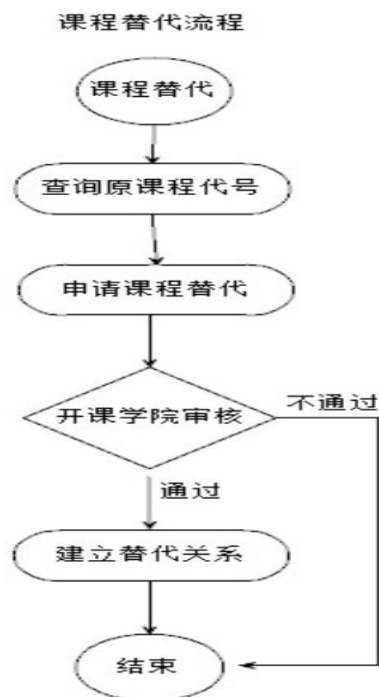 课程替代流程
课程替代
查询原课程代号
申请课程替代
开课学院审核
不通过
通过
建立替代关系
结束